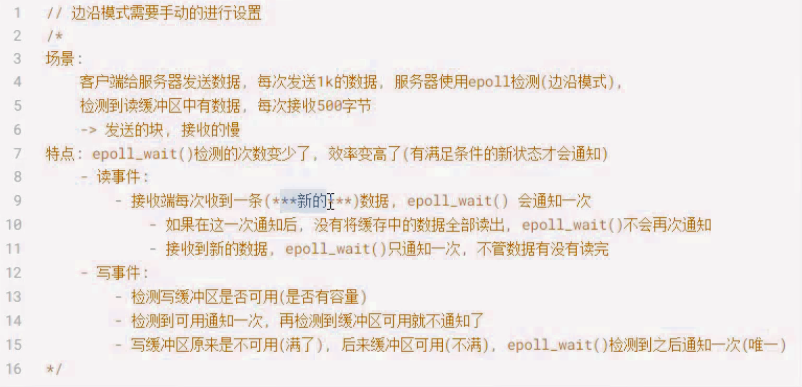 1 // 边沿模式需要手动的进行设置
2 /*
3 场景:
4 客户端给服务器发送数据, 每次发送1k的数据, 服务器使用epoll检测(边沿模式),
5 检测到读缓冲区中有数据, 每次接收500字节
6 -> 发送的块, 接收的慢
7 特点: epoll_wait()检测的次数变少了, 效率变高了(有满足条件的新状态才会通知)
8 - 读事件:
9 - 接收端每次收到一条(***新的***)数据, epoll_wait() 会通知一次
10 - 如果在这一次通知后, 没有将缓存中的数据全部读出, epoll_wait()不会再次通知
11 - 接收到新的数据, epoll_wait()只通知一次, 不管数据有没有读完
12 - 写事件:
13 - 检测写缓冲区是否可用(是否有容量)
14 - 检测到可用通知一次, 再检测到缓冲区可用就不通知了
15 - 写缓冲区原来是不可用(满了), 后来缓冲区可用(不满), epoll_wait()检测到之后通知一次(唯一)
16 */